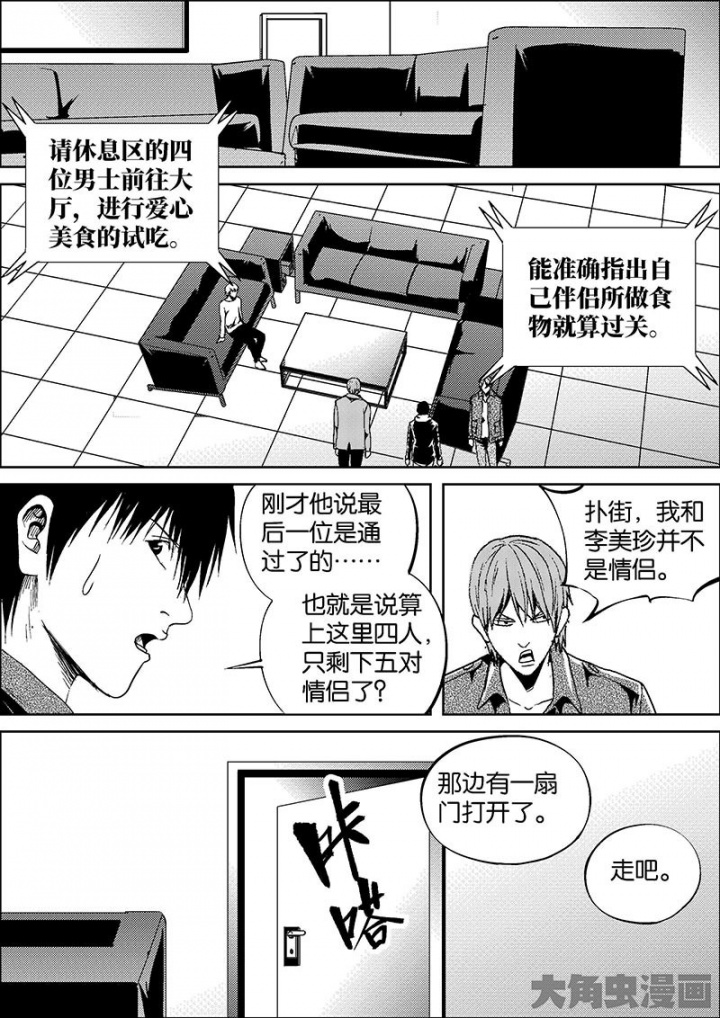 请休息区的四
位男士前往大
厅，进行爱心
美食的试吃。
能准确指出自
己伴侣所做食
物就算过关。
刚才他说最
后一位是通
过了的……
也就是说算
上这里四人，
只剩下五对
情侣了？
扑街，我和
李美珍并不
是情侣。
咔
嗒
那边有一扇
门打开了。
走吧。
大角虫漫画